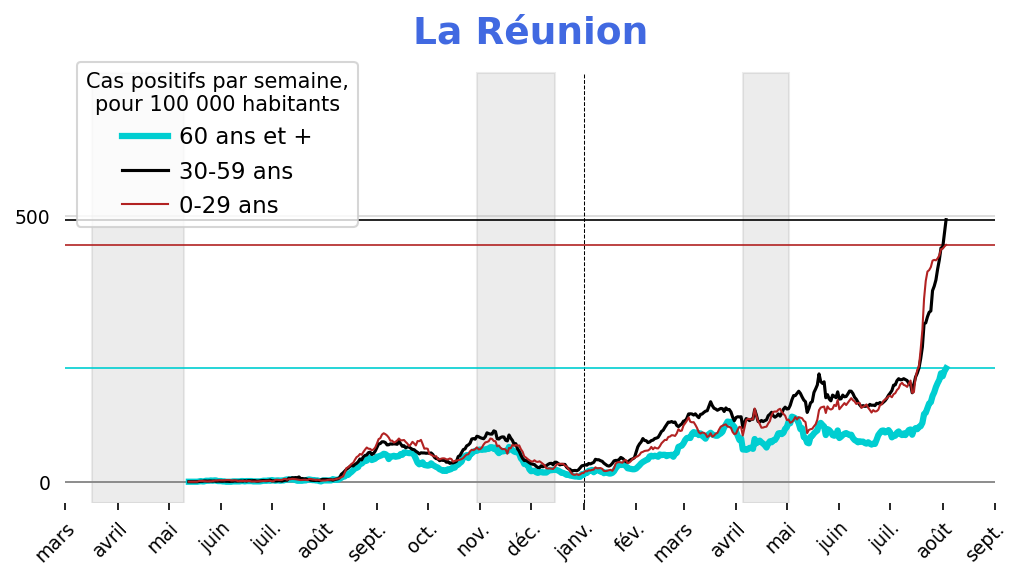 La Réunion
Cas positifs par semaine,
pour 100 000 habitants
60 ans et +
30-59 ans
0-29 ans
500
0
mars
avril
mai
juin
juil.
août
sept.
oct.
nov.
déc.
janv.
fév.
mars
avril
mai
juin
juil.
août
sept.